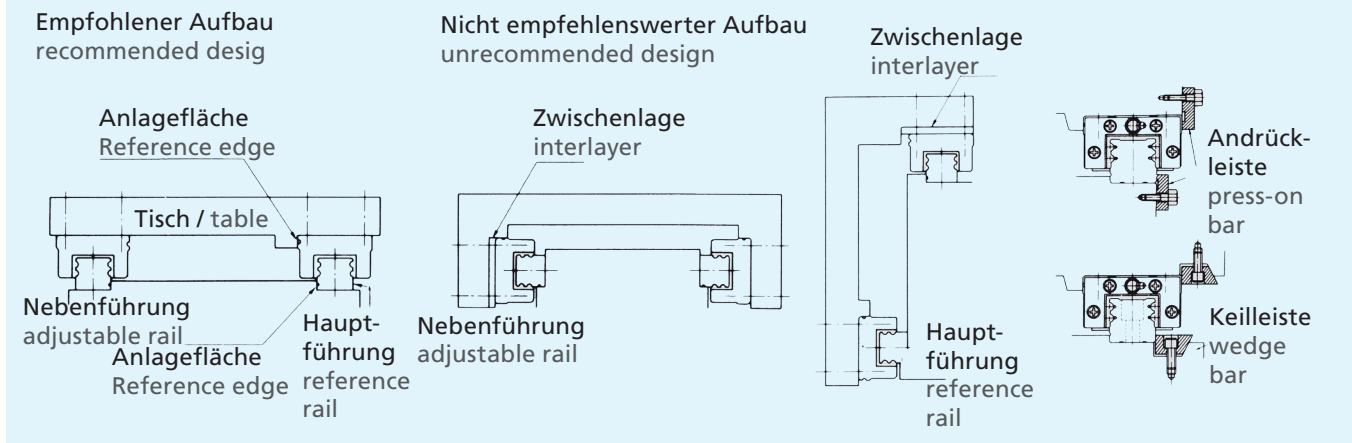 Empfohlener Aufbau
recommended desig
Nicht empfehlenswerter Aufbau
unrecommended design
Anlagefläche
Reference edge
Tisch / table
Nebenführung
adjustable rail
Anlagefläche
Reference edge
Haupt-
führung
reference
rail
Zwischenlage
interlayer
Nebenführung
adjustable rail
Zwischenlage
interlayer
Haupt-
führung
reference
rail
Andrück-
leiste
press-on
bar
Keilleiste
wedge
bar